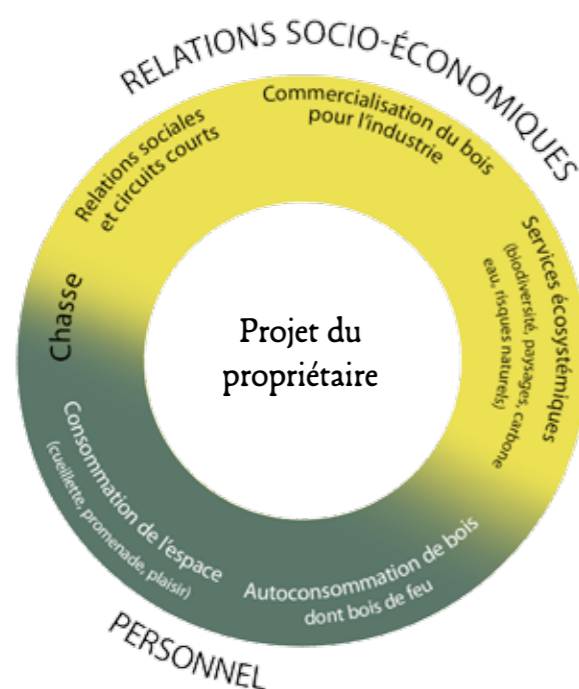 RELATIONS SOCIO-ÉCONOMIQUES
Relations sociales
et circuits courts
Commercialisation du bois
pour l'industrie
Services écosystémiques
(biodiversité, paysages, carbone
eau, risques naturels)
Chasse
Projet du
propriétaire
Consommation de l'espace
(cueillette, promenade, plaisir)
Autoconsommation de bois
dont bois de feu
PERSONNEL